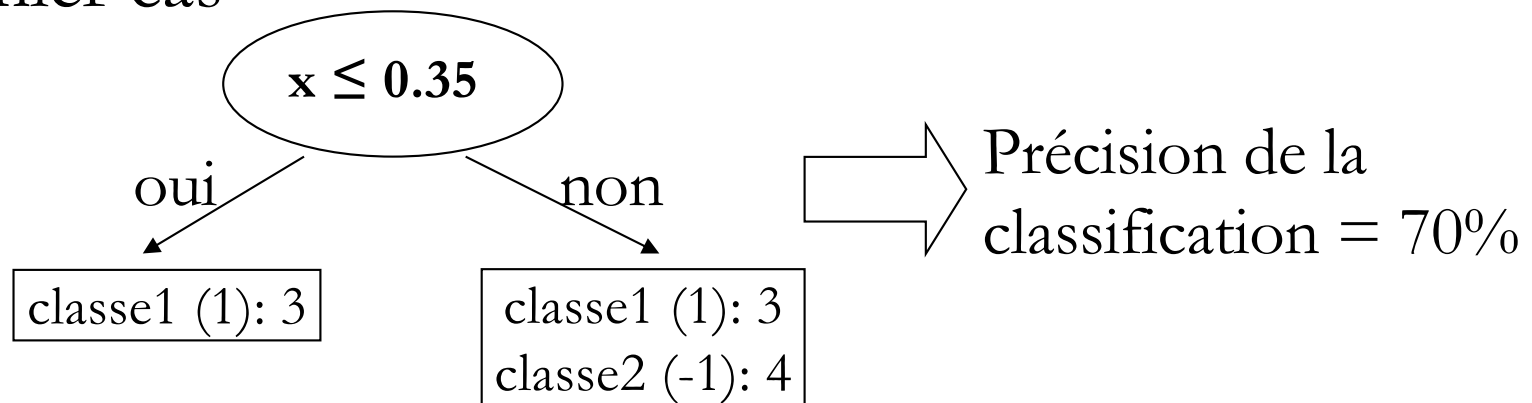 x ≤ 0.35
oui
non
Précision de la
classification = 70%
classe1 (1): 3
classe1 (1): 3
classe2 (-1): 4